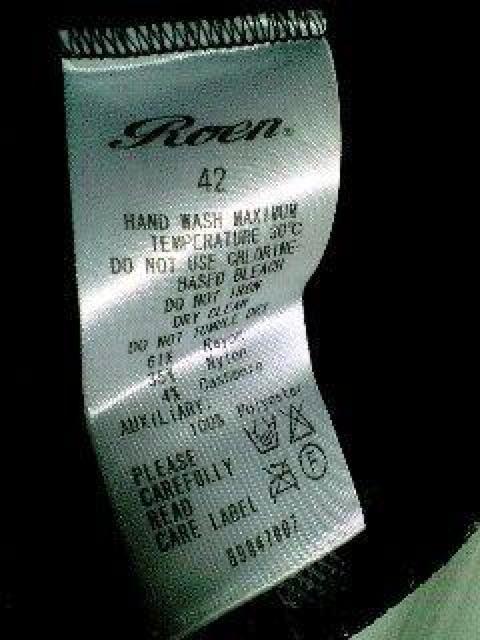 Roen
42
HAND WASH MAXIMUM
TEMPERATURE 30°C
DO NOT USE CHLORINE-
BASED BLEACH
DO NOT IRON
DRY CLEAN
DO NOT TUMBLE DRY
61% Rayon
35% Nylon
4% Cashmere
AUXILIARY.
100% Polyester
PLEASE
CAREFULLY
READ
CARE LABEL
F